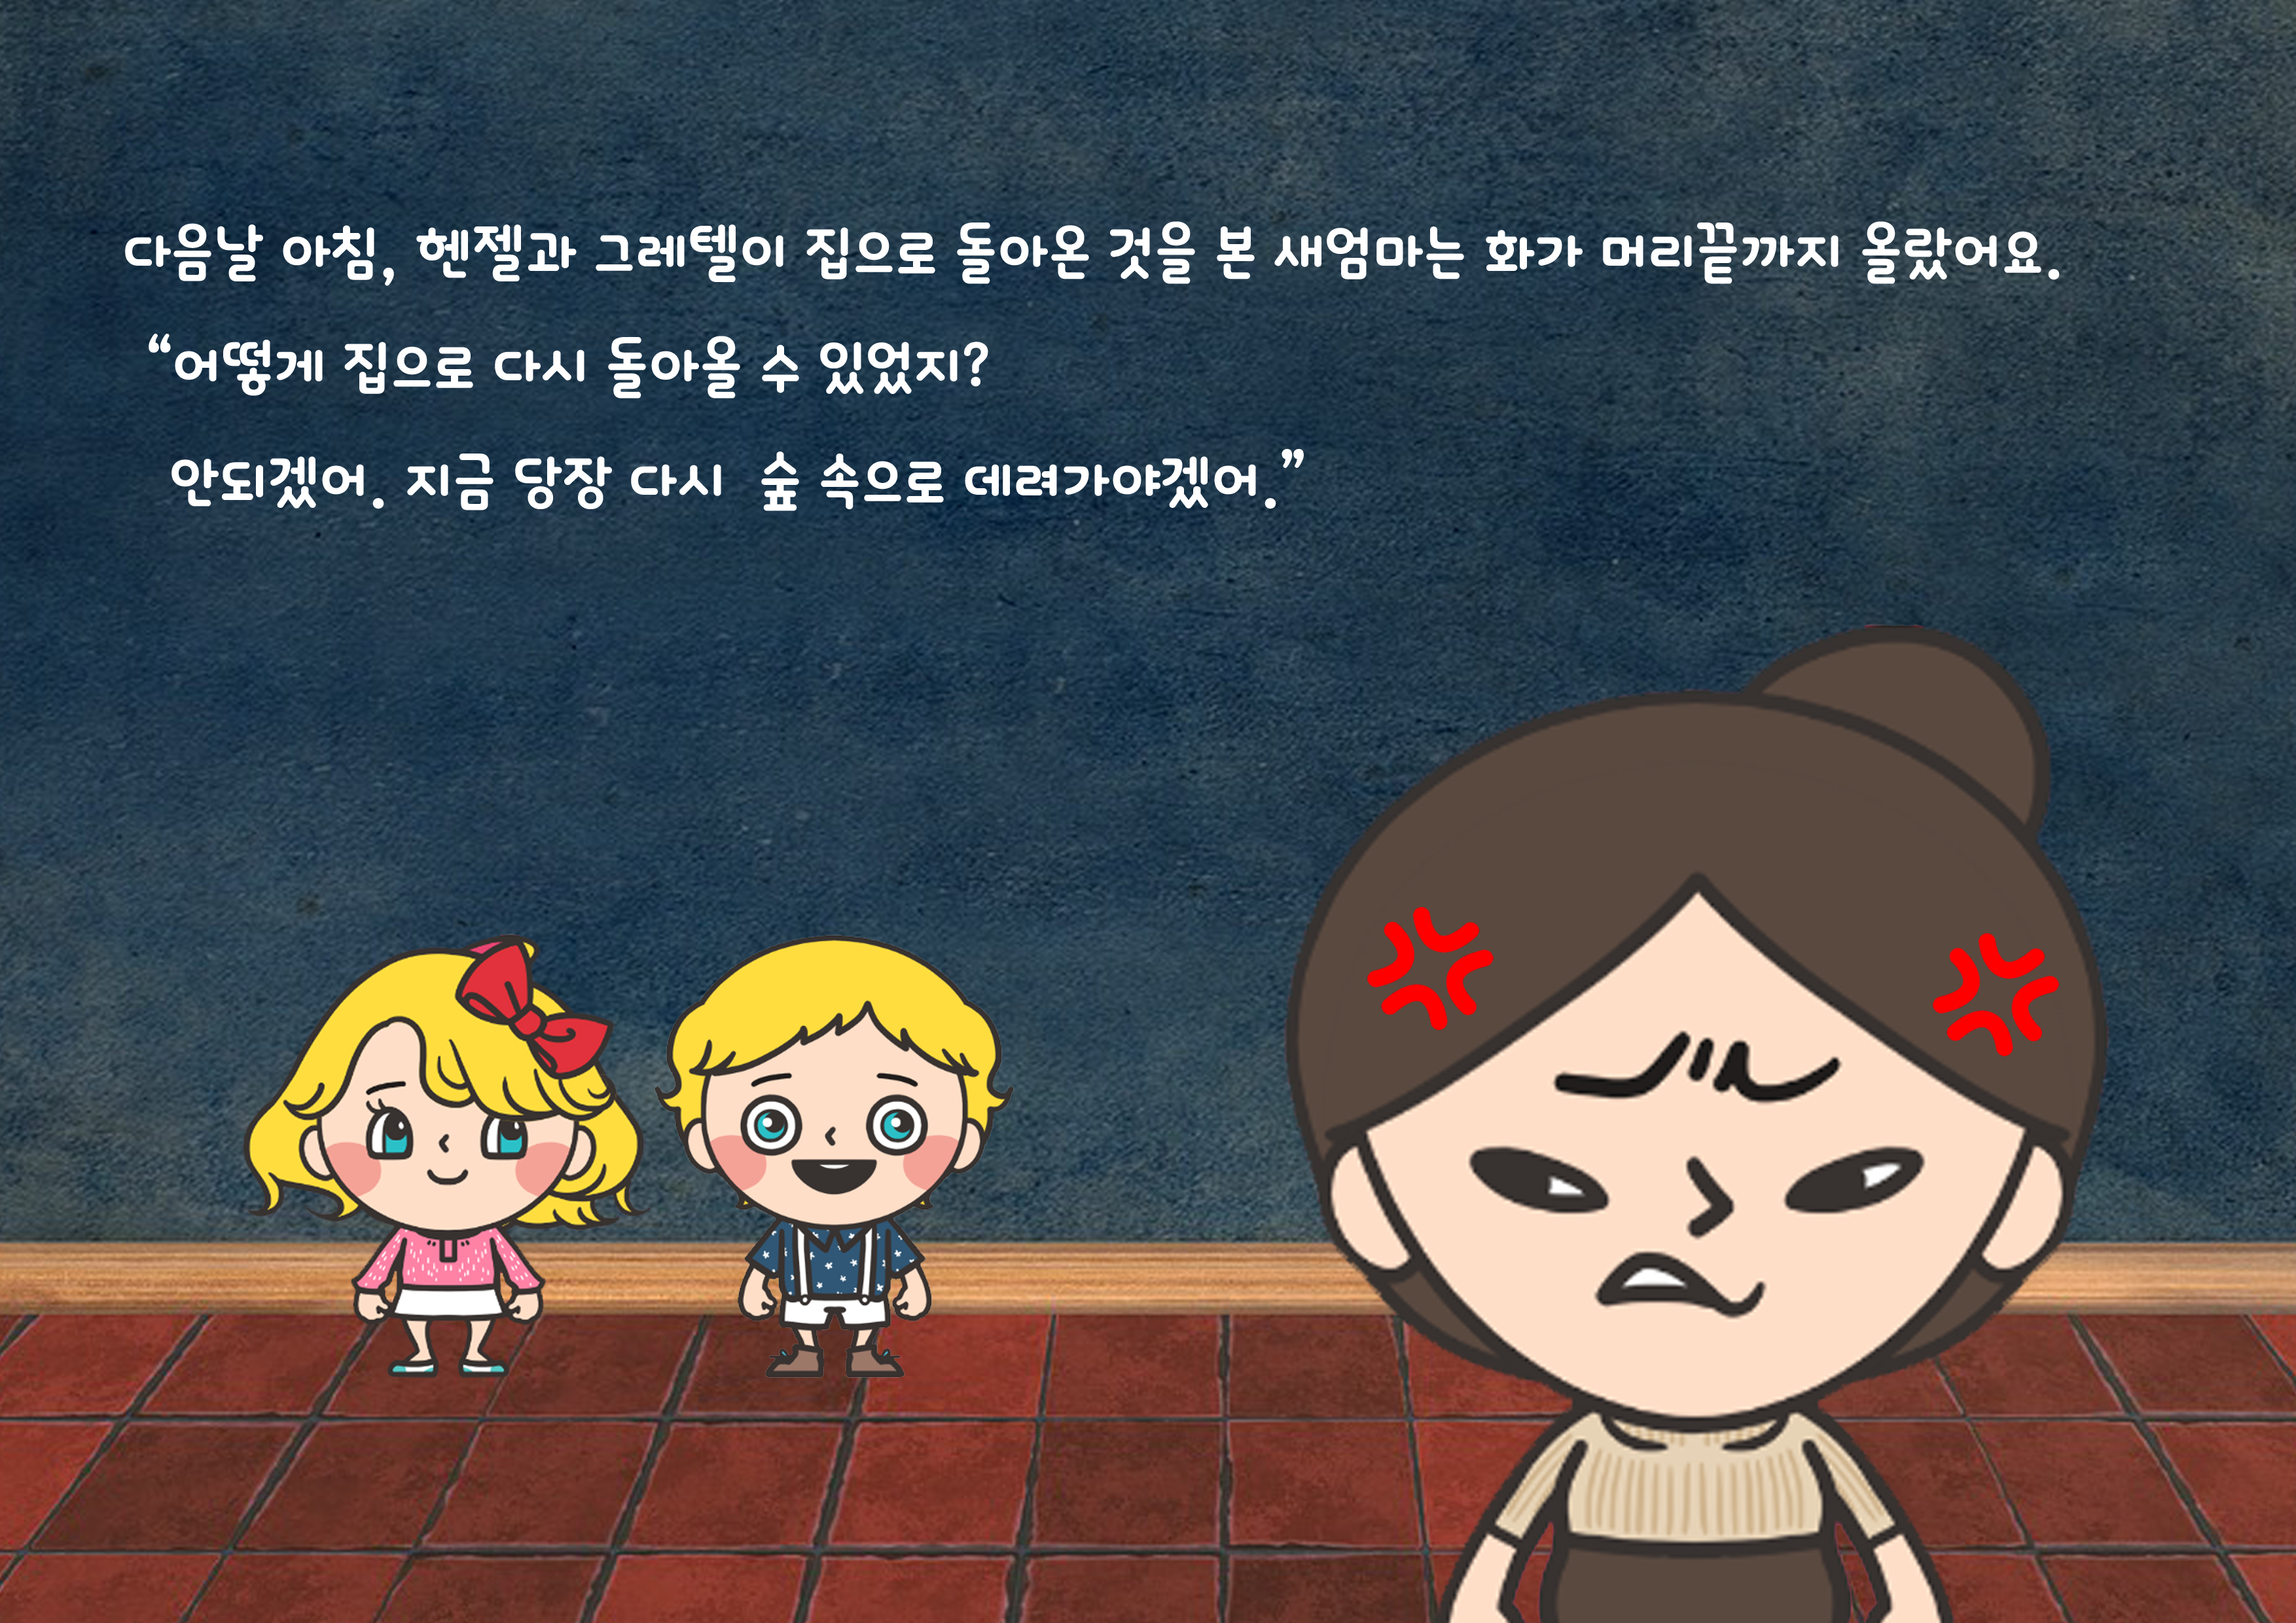 다음날 아침, 헨젤과 그레텔이 집으로 돌아온 것을 본 새엄마는 화가 머리끝까지 올랐어요.
“어떻게 집으로 다시 돌아올 수 있었지?
안되겠어. 지금 당장 다시 숲 속으로 데려가야겠어.”